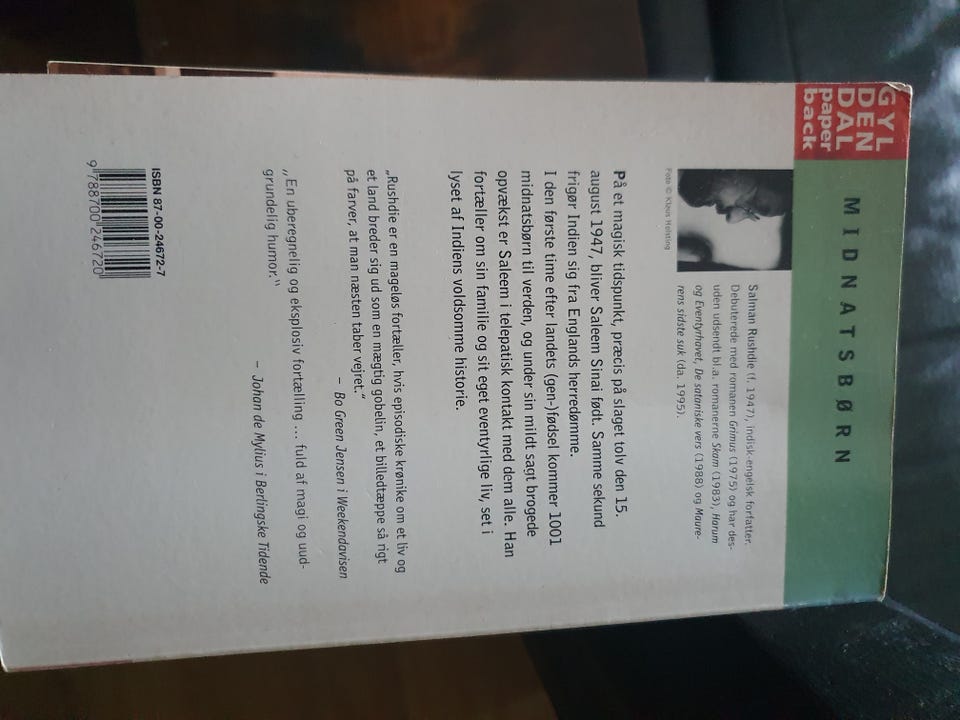 GYL
DEN
DAL
paper
back
MIDNATSBØRN
Foto © Klaus Holsting
Salman Rushdie (f. 1947), indisk-engelsk forfatter.
Debuterede med romanen Grimus (1975) og har des-
uden udsendt bl.a. romanerne Skam (1983), Harun
og Eventyrhavet, De sataniske vers (1988) og Maure-
rens sidste suk (da. 1995).
På et magisk tidspunkt, præcis på slaget tolv den 15.
august 1947, bliver Saleem Sinai født. Samme sekund
frigør Indien sig fra Englands herredømme.
I den første time efter landets (gen-)fødsel kommer 1001
midnatsbørn til verden, og under sin mildt sagt brogede
opvækst er Saleem i telepatisk kontakt med dem alle. Han
fortæller om sin familie og sit eget eventyrlige liv, set i
lyset af Indiens voldsomme historie.
„Rushdie er en mageløs fortæller, hvis episodiske krønike om et liv og
et land breder sig ud som en mægtig gobelin, et billedtæppe så rigt
på farver, at man næsten taber vejret.“
– Bo Green Jensen i Weekendavisen
„En uberegnelig og eksplosiv fortælling ... fuld af magi og uud-
grundelig humor.“
– Johan de Mylius i Berlingske Tidende
ISBN 87-00-24672-7
9 788700 246720